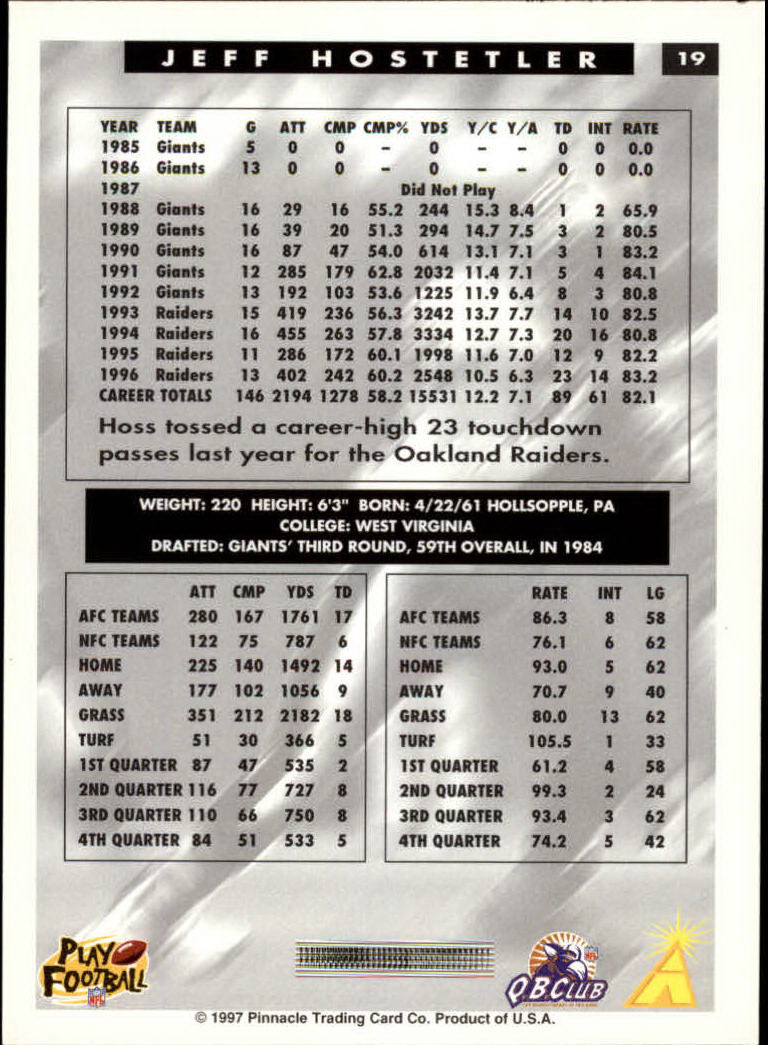 JEFF HOSTETLER 19
YEAR TEAM G ATT CMP CMP% YDS Y/C Y/A TD INT RATE
1985 Giants 5 0 0 - 0 - - 0 0 0.0
1986 Giants 13 0 0 - 0 - - 0 0 0.0
1987 Did Not Play
1988 Giants 16 29 16 55.2 244 15.3 8.4 1 2 65.9
1989 Giants 16 39 20 51.3 294 14.7 7.5 3 2 80.5
1990 Giants 16 87 47 54.0 614 13.1 7.1 3 1 83.2
1991 Giants 12 285 179 62.8 2032 11.4 7.1 5 4 84.1
1992 Giants 13 192 103 53.6 1225 11.9 6.4 8 3 80.8
1993 Raiders 15 419 236 56.3 3242 13.7 7.7 14 10 82.5
1994 Raiders 16 455 263 57.8 3334 12.7 7.3 20 16 80.8
1995 Raiders 11 286 172 60.1 1998 11.6 7.0 12 9 82.2
1996 Raiders 13 402 242 60.2 2548 10.5 6.3 23 14 83.2
CAREER TOTALS 146 2194 1278 58.2 15531 12.2 7.1 89 61 82.1
Hoss tossed a career-high 23 touchdown
passes last year for the Oakland Raiders.
WEIGHT: 220 HEIGHT: 6'3" BORN: 4/22/61 HOLLSOPPLE, PA
COLLEGE: WEST VIRGINIA
DRAFTED: GIANTS' THIRD ROUND, 59TH OVERALL, IN 1984
ATT CMP YDS TD
AFC TEAMS 280 167 1761 17
NFC TEAMS 122 75 787 6
HOME 225 140 1492 14
AWAY 177 102 1056 9
GRASS 351 212 2182 18
TURF 51 30 366 5
1ST QUARTER 87 47 535 2
2ND QUARTER 116 77 727 8
3RD QUARTER 110 66 750 8
4TH QUARTER 84 51 533 5
RATE INT LG
AFC TEAMS 86.3 8 58
NFC TEAMS 76.1 6 62
HOME 93.0 5 62
AWAY 70.7 9 40
GRASS 80.0 13 62
TURF 105.5 1 33
1ST QUARTER 61.2 4 58
2ND QUARTER 99.3 2 24
3RD QUARTER 93.4 3 62
4TH QUARTER 74.2 5 42
PLAY
FOOTBALL
NFL
NFL
Q.B. CLUB
© 1997 Pinnacle Trading Card Co. Product of U.S.A.